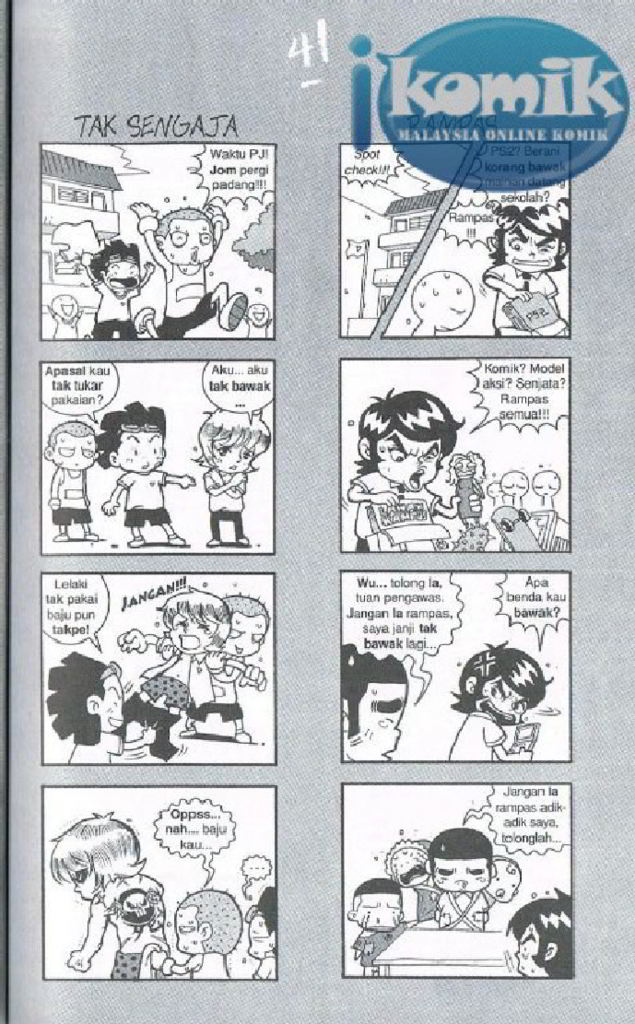 41
ikomik
MALAYSIA ONLINE KOMIK
TAK SENGAJA
Waktu PJ!
Jom pergi
padang!!!
Apasal kau
tak tukar
pakaian?
Aku... aku
tak bawak
...
Lelaki
tak pakai
baju pun
takpe!
JANGAN!!!
Oppss...
nah... baju
kau...
...
RAMPAS
Spot
check!!!
PS2? Berani
korang bawak
mainan datang
sekolah?
Rampas
!!!
PS2
Komik? Model
aksi? Senjata?
Rampas
semua!!!
Wu... tolong la,
tuan pengawas.
Jangan la rampas,
saya janji tak
bawak lagi...
Apa
benda kau
bawak?
Jangan la
rampas adik-
adik saya,
tolonglah...